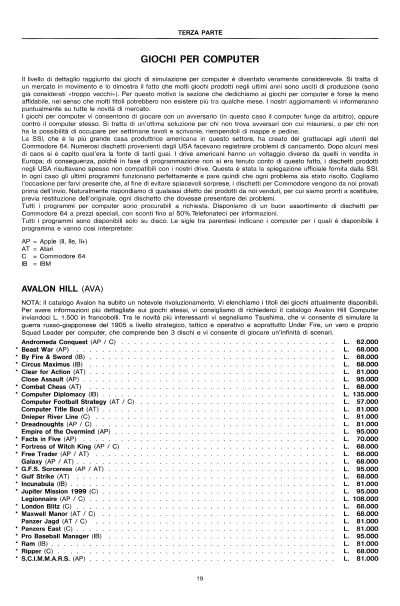 TERZA PARTE
GIOCHI PER COMPUTER
Il livello di dettaglio raggiunto dai giochi di simulazione per computer è diventato veramente considerevole. Si tratta di
un mercato in movimento e lo dimostra il fatto che molti giochi prodotti negli ultimi anni sono usciti di produzione (sono
già considerati «troppo vecchi»). Per questo motivo la sezione che dedichiamo ai giochi per computer è forse la meno
affidabile, nel senso che molti titoli potrebbero non esistere più tra qualche mese. I nostri aggiornamenti vi informeranno
puntualmente su tutte le novità di mercato.
I giochi per computer vi consentono di giocare con un avversario (in questo caso il computer funge da arbitro), oppure
contro il computer stesso. Si tratta di un'ottima soluzione per chi non trova avversari con cui misurarsi, o per chi non
ha la possibilità di occupare per settimane tavoli e scrivanie, riempendoli di mappe e pedine.
La SSI, che è la più grande casa produttrice americana in questo settore, ha creato dei grattacapi agli utenti del
Commodore 64. Numerosi dischetti provenienti dagli USA facevano registrare problemi di caricamento. Dopo alcuni mesi
di caos si è capito qual'era la fonte di tanti guai. I drive americani hanno un voltaggio diverso da quelli in vendita in
Europa; di conseguenza, poiché in fase di programmazione non si era tenuto conto di questo fatto, i dischetti prodotti
negli USA risultavano spesso non compatibili con i nostri drive. Questa è stata la spiegazione ufficiale fornita dalla SSI.
In ogni caso gli ultimi programmi funzionano perfettamente e pare quindi che ogni problema sia stato risolto. Cogliamo
l'occasione per farvi presente che, al fine di evitare spiacevoli sorprese, i dischetti per Commodore vengono da noi provati
prima dell'invio. Naturalmente rispondiamo di qualsiasi difetto dei prodotti da noi venduti, per cui siamo pronti a sostituire,
previa restituzione dell'originale, ogni dischetto che dovesse presentare dei problemi.
Tutti i programmi per computer sono procurabili a richiesta. Disponiamo di un buon assortimento di dischetti per
Commodore 64 a prezzi speciali, con sconti fino al 50%.Telefonateci per informazioni.
Tutti i programmi sono disponibili solo su disco. Le sigle tra parentesi indicano i computer per i quali è disponibile il
programma e vanno così interpretate:
AP = Apple (II, IIe, II+)
AT = Atari
C = Commodore 64
IB = IBM
AVALON HILL (AVA)
NOTA: il catalogo Avalon ha subito un notevole rivoluzionamento. Vi elenchiamo i titoli dei giochi attualmente disponibili.
Per avere informazioni più dettagliate sui giochi stessi, vi consigliamo di richiederci il catalogo Avalon Hill Computer
inviandoci L. 1.500 in francobolli. Tra le novità più interessanti vi segnaliamo Tsushima, che vi consente di simulare la
guerra russo-giapponese del 1905 a livello strategico, tattico e operativo e soprattutto Under Fire, un vero e proprio
Squad Leader per computer, che comprende ben 3 dischi e vi consente di giocare un'infinità di scenari.
Andromeda Conquest (AP / C) . . . . . L. 62.000
* Beast War (AP) . . . . . L. 68.000
* By Fire & Sword (IB) . . . . . L. 68.000
* Circus Maximus (IB) . . . . . L. 68.000
* Clear for Action (AT) . . . . . L. 81.000
Close Assault (AP) . . . . . L. 95.000
* Combat Chess (AT) . . . . . L. 68.000
* Computer Diplomacy (IB) . . . . . L. 135.000
Computer Football Strategy (AT / C) . . . . . L. 57.000
Computer Title Bout (AT) . . . . . L. 81.000
Dnieper River Line (C) . . . . . L. 81.000
* Dreadnoughts (AP / C) . . . . . L. 81.000
Empire of the Overmind (AP) . . . . . L. 95.000
* Facts in Five (AP) . . . . . L. 70.000
* Fortress of Witch King (AP / C) . . . . . L. 68.000
* Free Trader (AP / AT) . . . . . L. 68.000
Galaxy (AP / AT) . . . . . L. 68.000
* G.F.S. Sorceress (AP / AT) . . . . . L. 95.000
* Gulf Strike (AT) . . . . . L. 68.000
* Incunabula (IB) . . . . . L. 81.000
* Jupiter Mission 1999 (C) . . . . . L. 95.000
Legionnaire (AP / C) . . . . . L. 108.000
* London Blitz (C) . . . . . L. 68.000
* Maxwell Manor (AT / C) . . . . . L. 68.000
Panzer Jagd (AT / C) . . . . . L. 81.000
* Panzers East (C) . . . . . L. 81.000
* Pro Baseball Manager (IB) . . . . . L. 95.000
* Ram (IB) . . . . . L. 81.000
* Ripper (C) . . . . . L. 68.000
* S.C.I.M.M.A.R.S. (AP) . . . . . L. 81.000
19